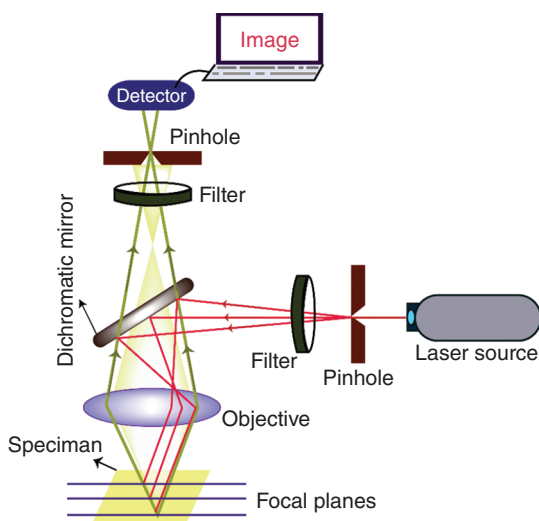 Image
Detector
Pinhole
Filter
Dichromatic mirror
Filter
Pinhole
Laser source
Objective
Speciman
Focal planes